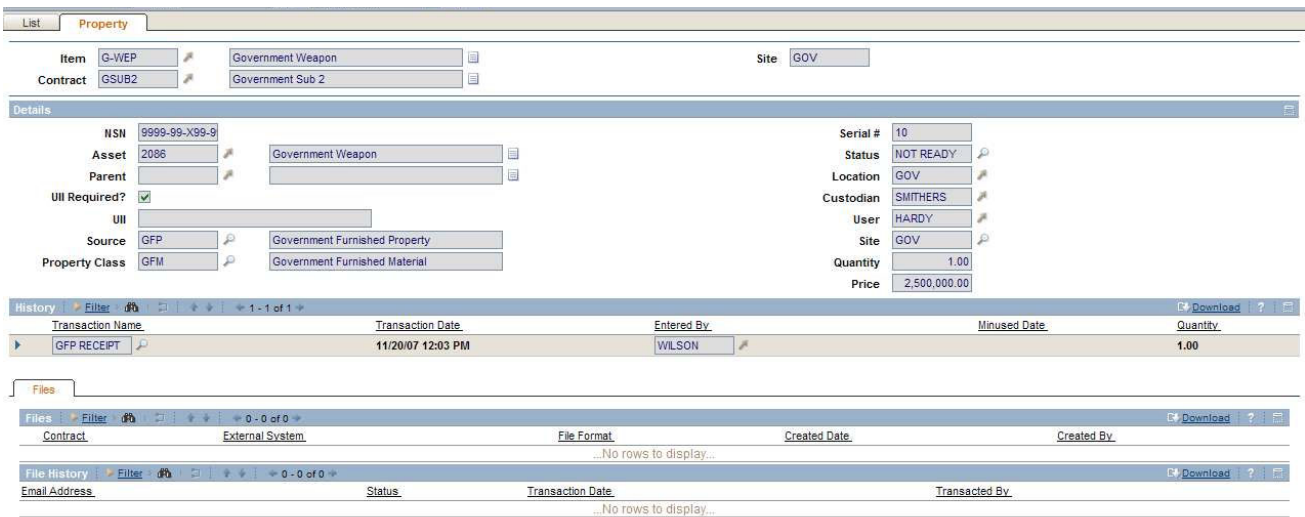 List Property
Item G-WEP Government Weapon Site GOV
Contract GSUB2 Government Sub 2
Details
NSN 9999-99-X99-9 Serial # 10
Asset 2086 Government Weapon Status NOT READY
Parent Location GOV
UII Required? Custodian SMITHERS
UII User HARDY
Source GFP Government Furnished Property Site GOV
Property Class GFM Government Furnished Material Quantity 1.00
Price 2,500,000.00
History Filter 1 - 1 of 1 Download ?
Transaction Name Transaction Date Entered By Minused Date Quantity
GFP RECEIPT 11/20/07 12:03 PM WILSON 1.00
Files
Files Filter 0 - 0 of 0 Download ?
Contract External System File Format Created Date Created By
...No rows to display...
File History Filter 0 - 0 of 0 Download ?
Email Address Status Transaction Date Transacted By
...No rows to display...